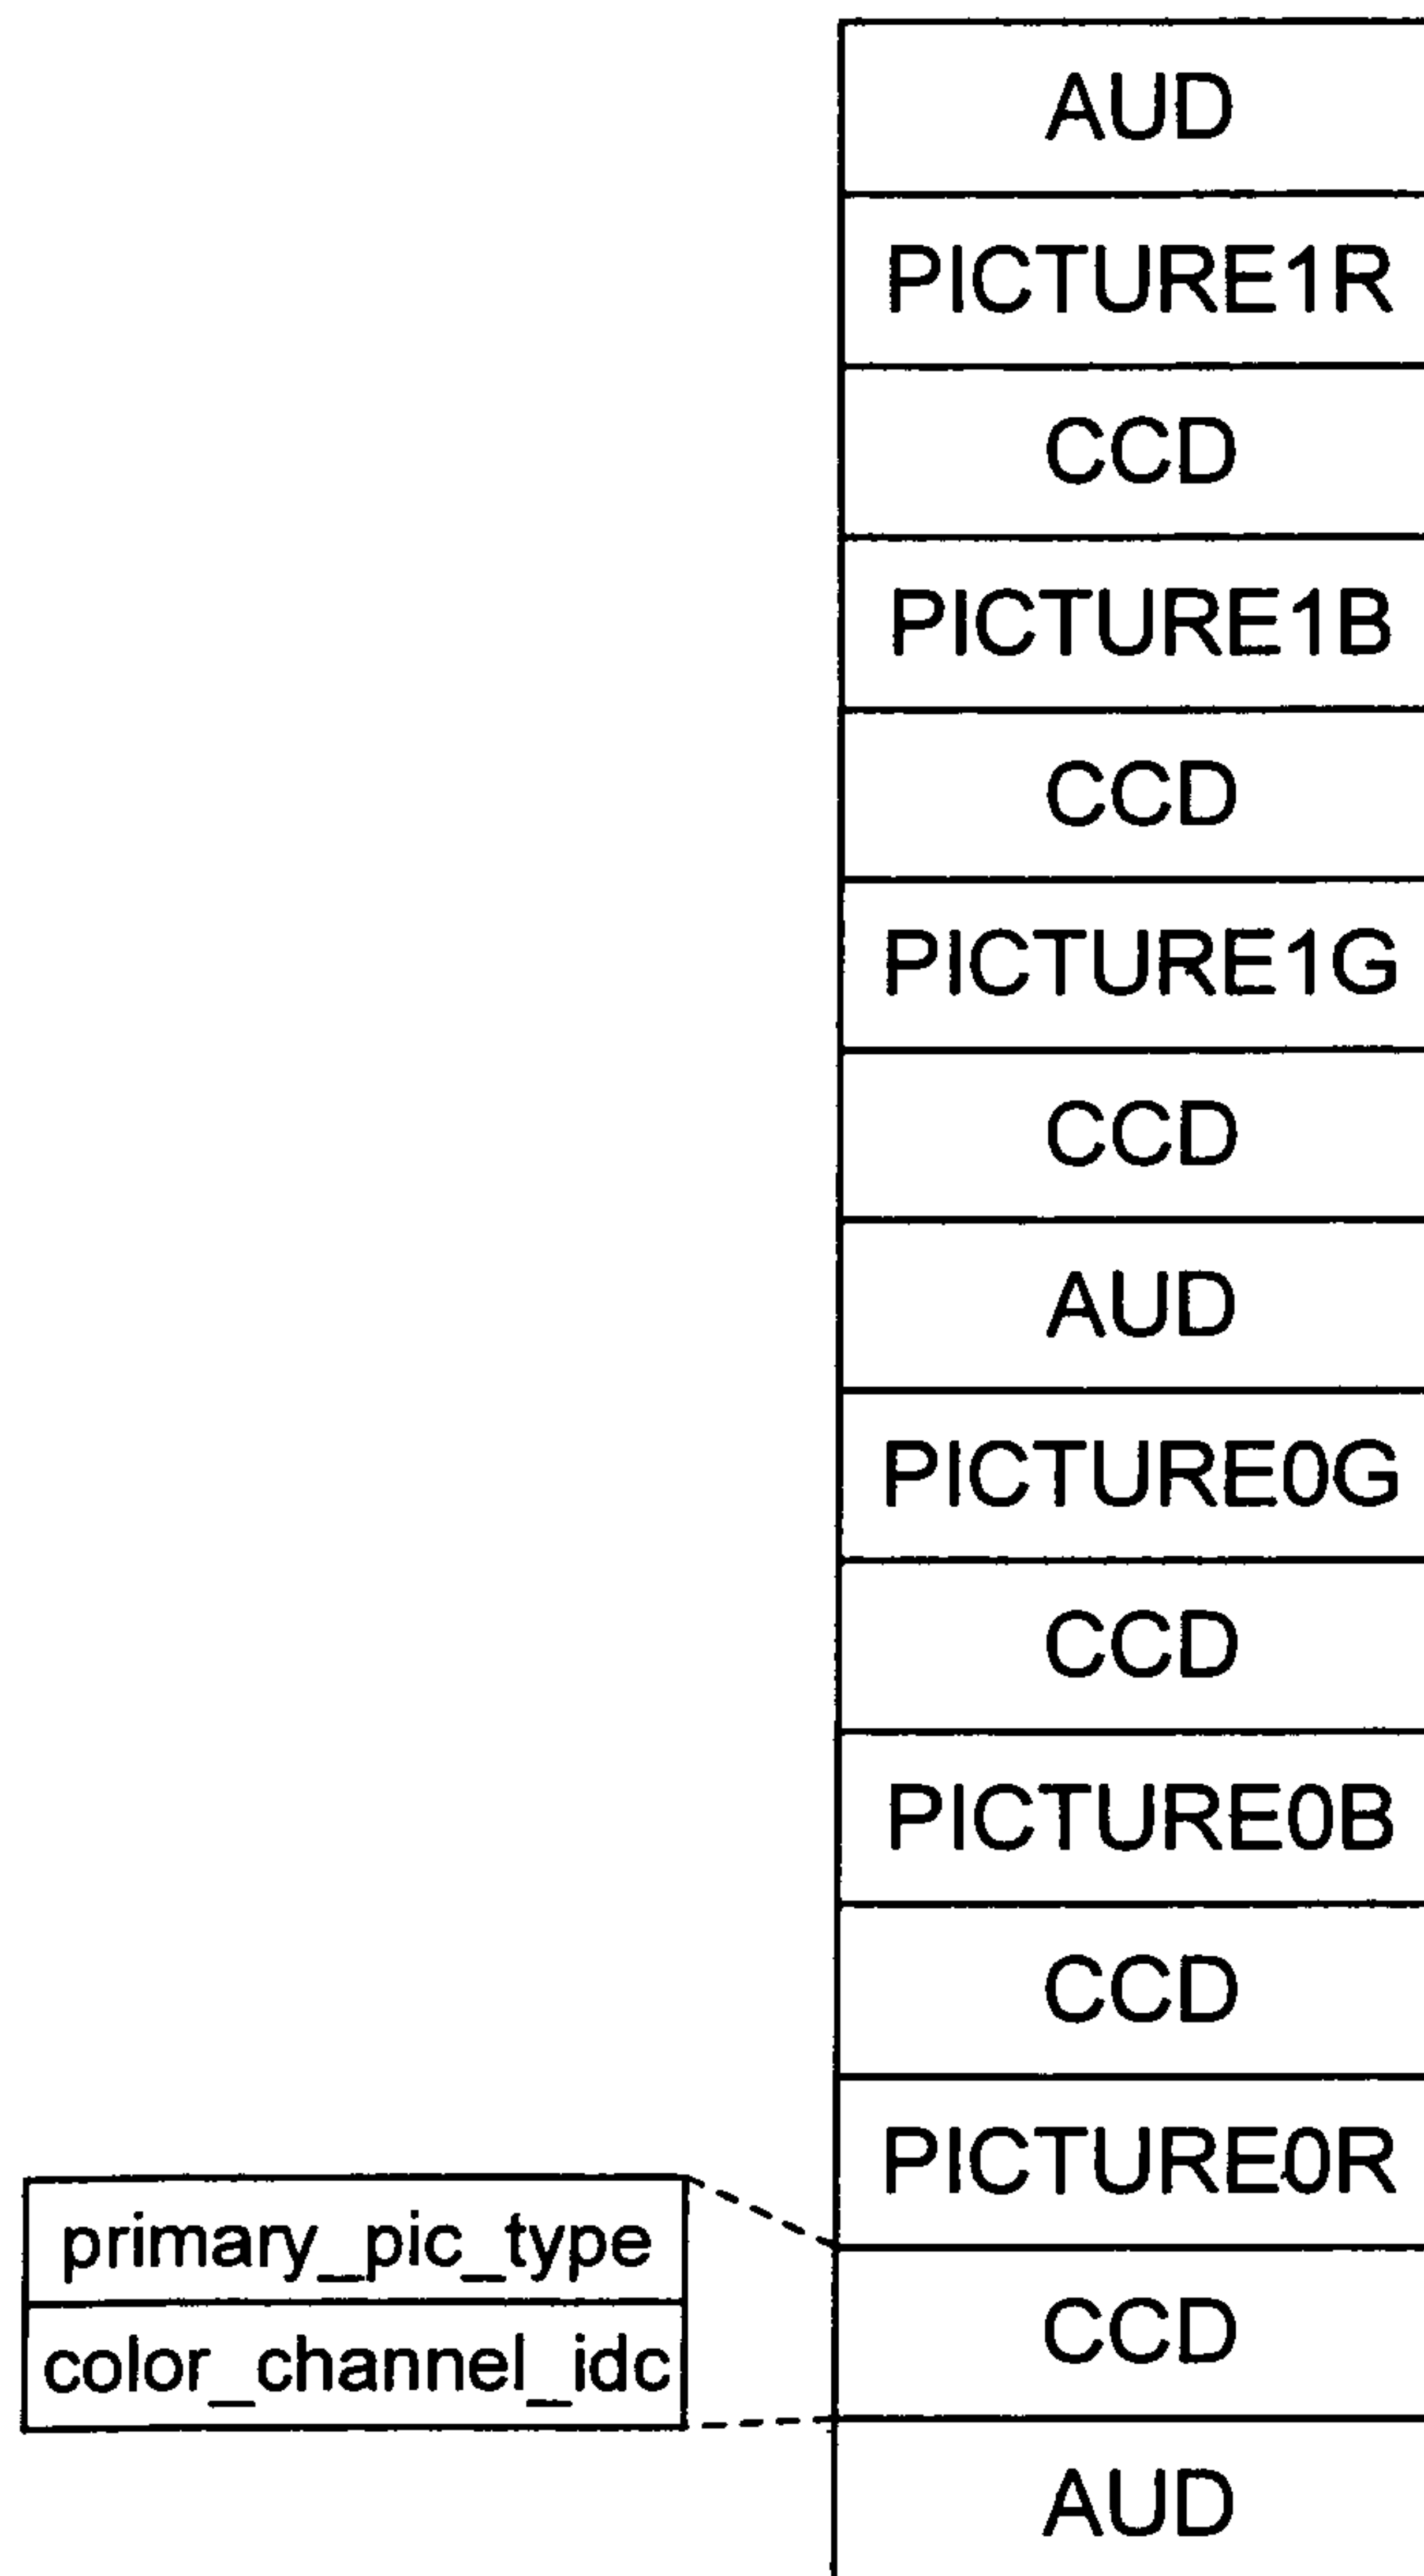 AUD
PICTURE1R
CCD
PICTURE1B
CCD
PICTURE1G
CCD
AUD
PICTURE0G
CCD
PICTURE0B
CCD
PICTURE0R
primary_pic_type
color_channel_idc
CCD
AUD